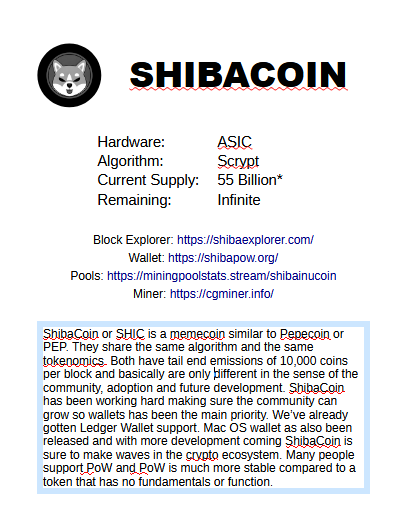 SHIBACOIN
Hardware: ASIC
Algorithm: Scrypt
Current Supply: 55 Billion*
Remaining: Infinite
Block Explorer: https://shibaexplorer.com/
Wallet: https://shibapow.org/
Pools: https://miningpoolstats.stream/shibainucoin
Miner: https://cgminer.info/
ShibaCoin or SHIC is a memecoin similar to Pepecoin or
PEP. They share the same algorithm and the same
tokenomics. Both have tail end emissions of 10,000 coins
per block and basically are only different in the sense of the
community, adoption and future development. ShibaCoin
has been working hard making sure the community can
grow so wallets has been the main priority. We've already
gotten Ledger Wallet support. Mac OS wallet as also been
released and with more development coming ShibaCoin is
sure to make waves in the crypto ecosystem. Many people
support PoW and PoW is much more stable compared to a
token that has no fundamentals or function.